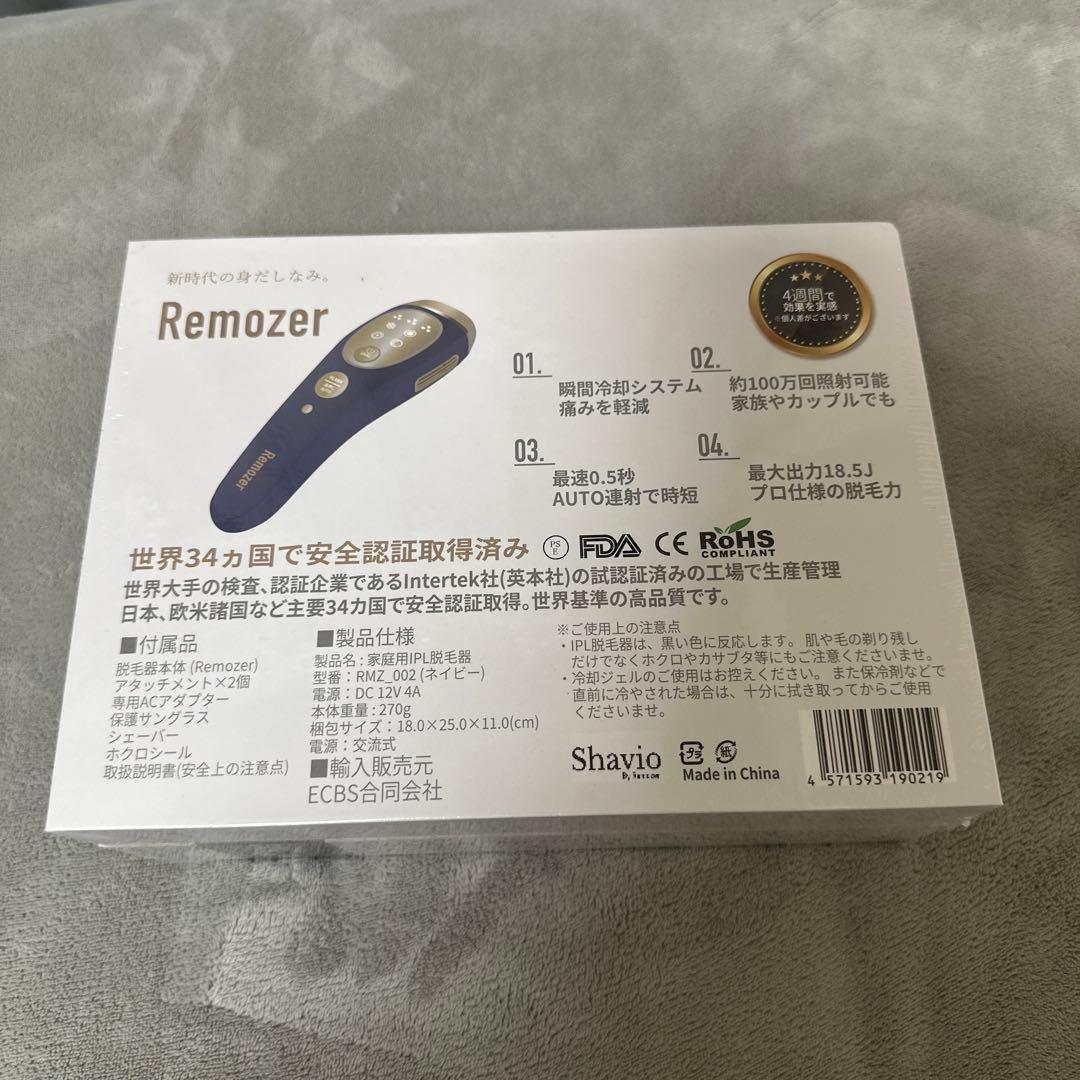 新時代の身だしなみ。
Remozer
Remozer
4週間で
効果を実感
※個人差がございます
01.
瞬間冷却システム
痛みを軽減
02.
約100万回照射可能
家族やカップルでも
03.
最速0.5秒
AUTO連射で時短
04.
最大出力18.5J
プロ仕様の脱毛力
世界34ヵ国で安全認証取得済み
PS
E
FDA
CE
RoHS
COMPLIANT
世界大手の検査、認証企業であるIntertek社(英本社)の試認証済みの工場で生産管理
日本、欧米諸国など主要34カ国で安全認証取得。世界基準の高品質です。
■付属品
脱毛器本体 (Remozer)
アタッチメント×2個
専用ACアダプター
保護サングラス
シェーバー
ホクロシール
取扱説明書(安全上の注意点)
■製品仕様
製品名：家庭用IPL脱毛器
型番：RMZ_002 (ネイビー)
電源：DC 12V 4A
本体重量：270g
梱包サイズ：18.0×25.0×11.0(cm)
電源：交流式
■輸入販売元
ECBS合同会社
※ご使用上の注意点
・IPL脱毛器は、黒い色に反応します。 肌や毛の剃り残し
だけでなくホクロやカサブタ等にもご注意くださいませ。
・冷却ジェルのご使用はお控えください。 また保冷剤などで
直前に冷やされた場合は、十分に拭き取ってからご使用
くださいませ。
Shavio
プラ
紙
Made in China
4 571593 190219